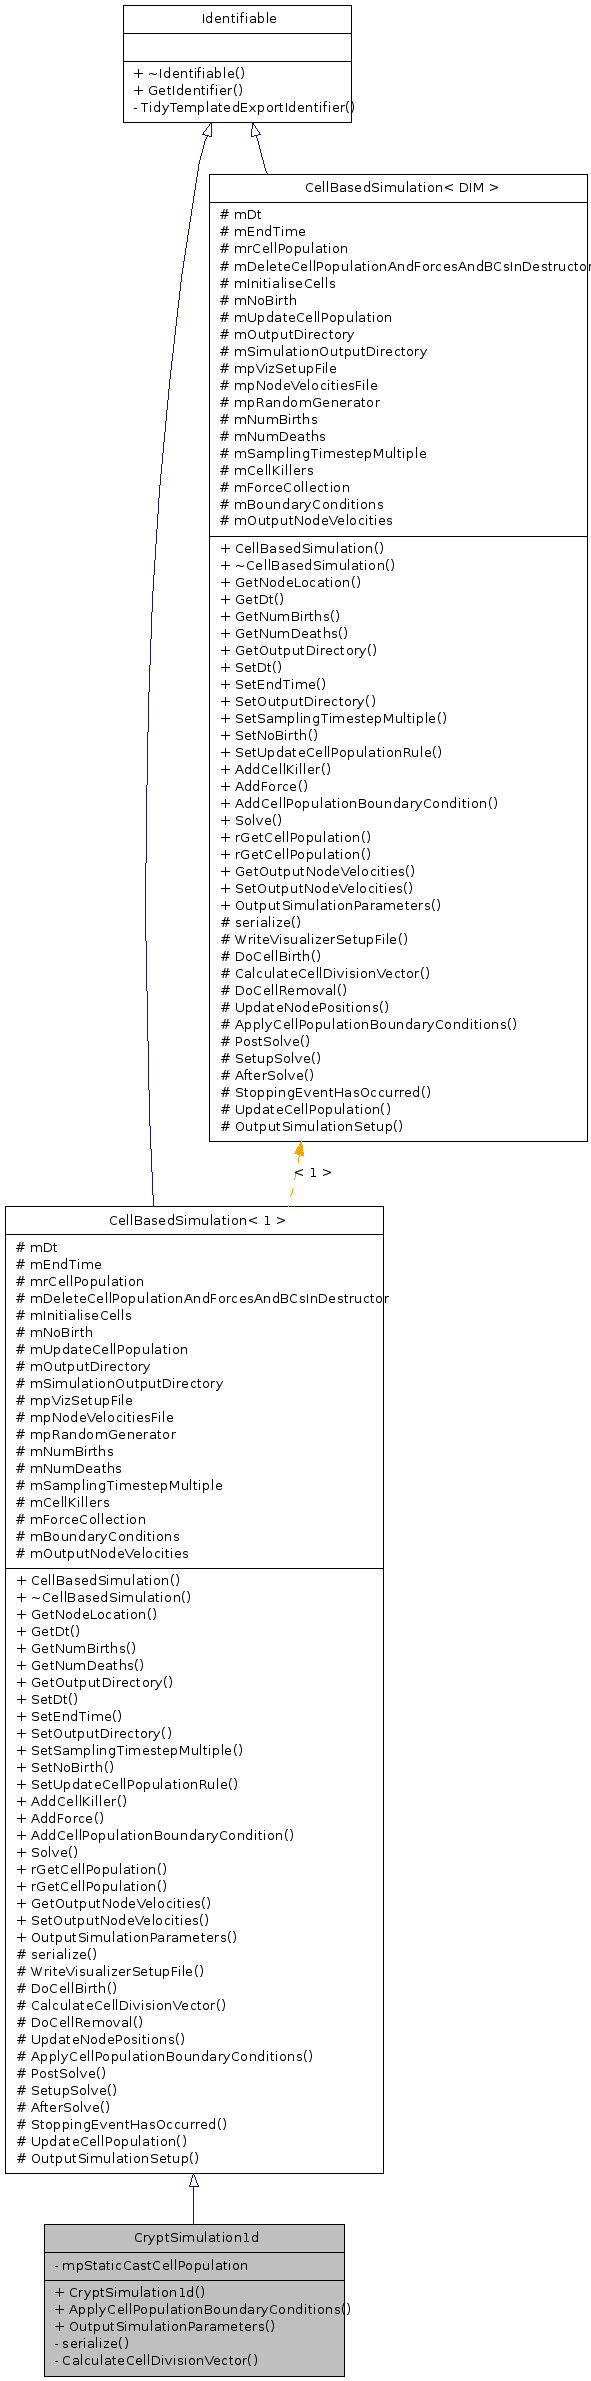 Identifiable
+ ~Identifiable()
+ GetIdentifier()
- TidyTemplatedExportIdentifier()
CellBasedSimulation< DIM >
# mDt
# mEndTime
# mrCellPopulation
# mDeleteCellPopulationAndForcesAndBCsInDestructor
# mInitialiseCells
# mNoBirth
# mUpdateCellPopulation
# mOutputDirectory
# mSimulationOutputDirectory
# mpVizSetupFile
# mpNodeVelocitiesFile
# mpRandomGenerator
# mNumBirths
# mNumDeaths
# mSamplingTimestepMultiple
# mCellKillers
# mForceCollection
# mBoundaryConditions
# mOutputNodeVelocities
+ CellBasedSimulation()
+ ~CellBasedSimulation()
+ GetNodeLocation()
+ GetDt()
+ GetNumBirths()
+ GetNumDeaths()
+ GetOutputDirectory()
+ SetDt()
+ SetEndTime()
+ SetOutputDirectory()
+ SetSamplingTimestepMultiple()
+ SetNoBirth()
+ SetUpdateCellPopulationRule()
+ AddCellKiller()
+ AddForce()
+ AddCellPopulationBoundaryCondition()
+ Solve()
+ rGetCellPopulation()
+ rGetCellPopulation()
+ GetOutputNodeVelocities()
+ SetOutputNodeVelocities()
+ OutputSimulationParameters()
# serialize()
# WriteVisualizerSetupFile()
# DoCellBirth()
# CalculateCellDivisionVector()
# DoCellRemoval()
# UpdateNodePositions()
# ApplyCellPopulationBoundaryConditions()
# PostSolve()
# SetupSolve()
# AfterSolve()
# StoppingEventHasOccurred()
# UpdateCellPopulation()
# OutputSimulationSetup()
< 1 >
CellBasedSimulation< 1 >
# mDt
# mEndTime
# mrCellPopulation
# mDeleteCellPopulationAndForcesAndBCsInDestructor
# mInitialiseCells
# mNoBirth
# mUpdateCellPopulation
# mOutputDirectory
# mSimulationOutputDirectory
# mpVizSetupFile
# mpNodeVelocitiesFile
# mpRandomGenerator
# mNumBirths
# mNumDeaths
# mSamplingTimestepMultiple
# mCellKillers
# mForceCollection
# mBoundaryConditions
# mOutputNodeVelocities
+ CellBasedSimulation()
+ ~CellBasedSimulation()
+ GetNodeLocation()
+ GetDt()
+ GetNumBirths()
+ GetNumDeaths()
+ GetOutputDirectory()
+ SetDt()
+ SetEndTime()
+ SetOutputDirectory()
+ SetSamplingTimestepMultiple()
+ SetNoBirth()
+ SetUpdateCellPopulationRule()
+ AddCellKiller()
+ AddForce()
+ AddCellPopulationBoundaryCondition()
+ Solve()
+ rGetCellPopulation()
+ rGetCellPopulation()
+ GetOutputNodeVelocities()
+ SetOutputNodeVelocities()
+ OutputSimulationParameters()
# serialize()
# WriteVisualizerSetupFile()
# DoCellBirth()
# CalculateCellDivisionVector()
# DoCellRemoval()
# UpdateNodePositions()
# ApplyCellPopulationBoundaryConditions()
# PostSolve()
# SetupSolve()
# AfterSolve()
# StoppingEventHasOccurred()
# UpdateCellPopulation()
# OutputSimulationSetup()
CryptSimulation1d
- mpStaticCastCellPopulation
+ CryptSimulation1d()
+ ApplyCellPopulationBoundaryConditions()
+ OutputSimulationParameters()
- serialize()
- CalculateCellDivisionVector()